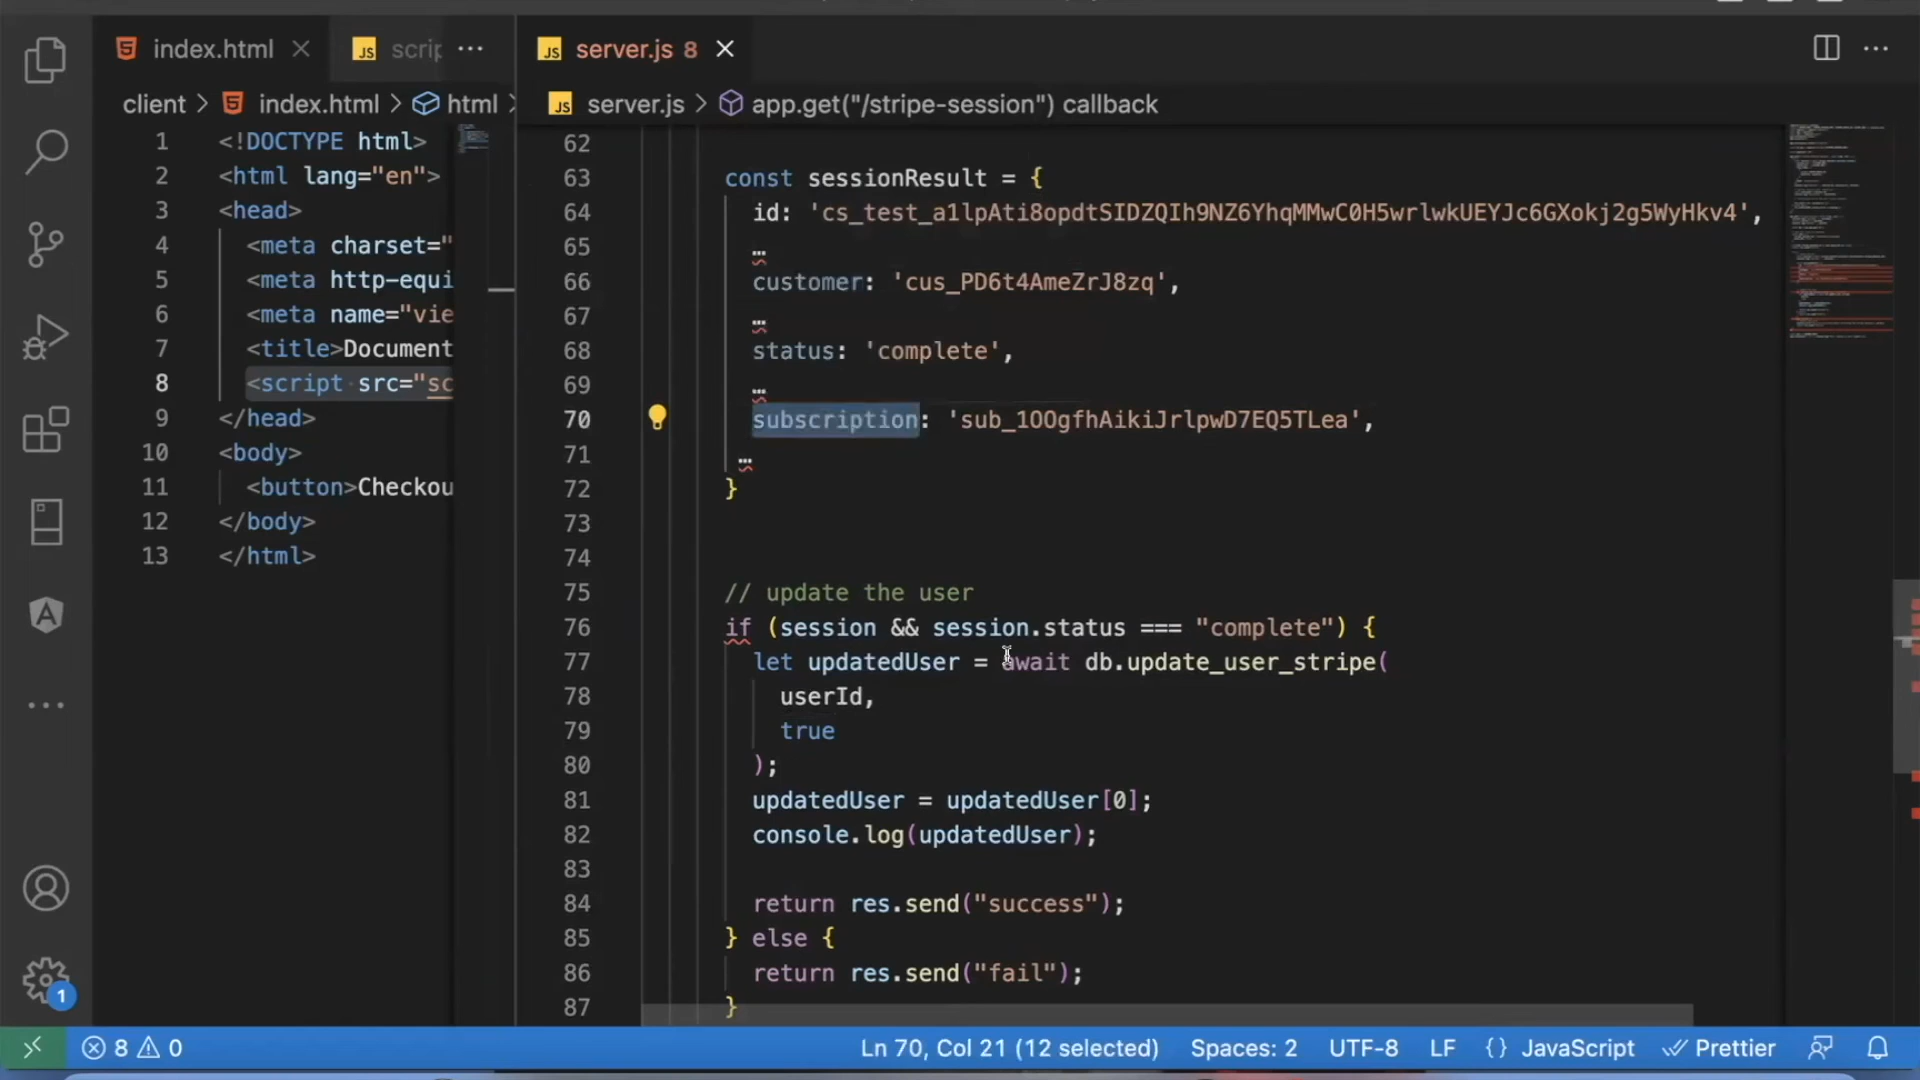 index.html
scrip
server.js 8
client > index.html > html >
server.js > app.get("/stripe-session") callback
1 <!DOCTYPE html>
2 <html lang="en">
3 <head>
4 <meta charset="
5 <meta http-equi
6 <meta name="vie
7 <title>Document
8 <script src="sc
9 </head>
10 <body>
11 <button>Checkou
12 </body>
13 </html>
62
63 const sessionResult = {
64 id: 'cs_test_a1lpAti8opdtSIDZQIh9NZ6YhqMMwC0H5wrlwkUEYJc6GXokj2g5WyHkv4',
65 …
66 customer: 'cus_PD6t4AmeZrJ8zq',
67 …
68 status: 'complete',
69 …
70 subscription: 'sub_1OOgfhAikiJrlpwD7EQ5TLea',
71 …
72 }
73
74
75 // update the user
76 if (session && session.status === "complete") {
77 let updatedUser = await db.update_user_stripe(
78 userId,
79 true
80 );
81 updatedUser = updatedUser[0];
82 console.log(updatedUser);
83
84 return res.send("success");
85 } else {
86 return res.send("fail");
87 }
1
8 0
Ln 70, Col 21 (12 selected)
Spaces: 2
UTF-8
LF
{} JavaScript
Prettier